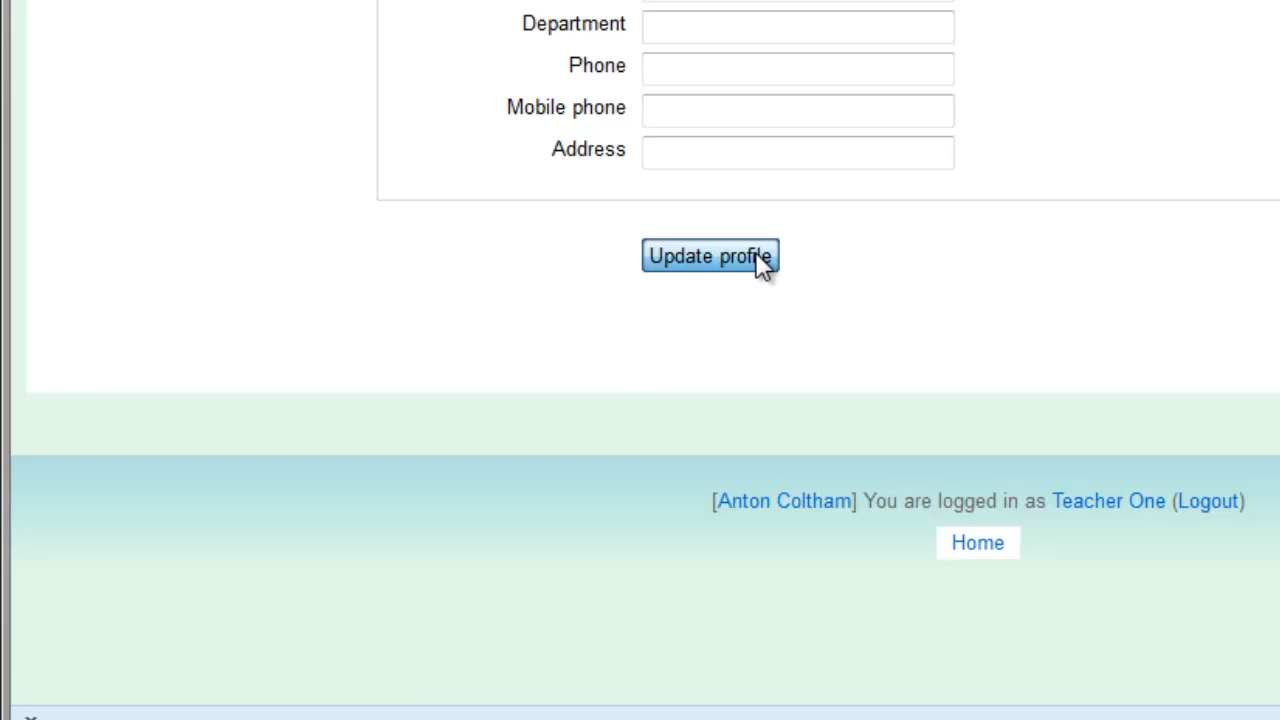 Department
Phone
Mobile phone
Address
Update profile
[Anton Coltham] You are logged in as Teacher One (Logout)
Home